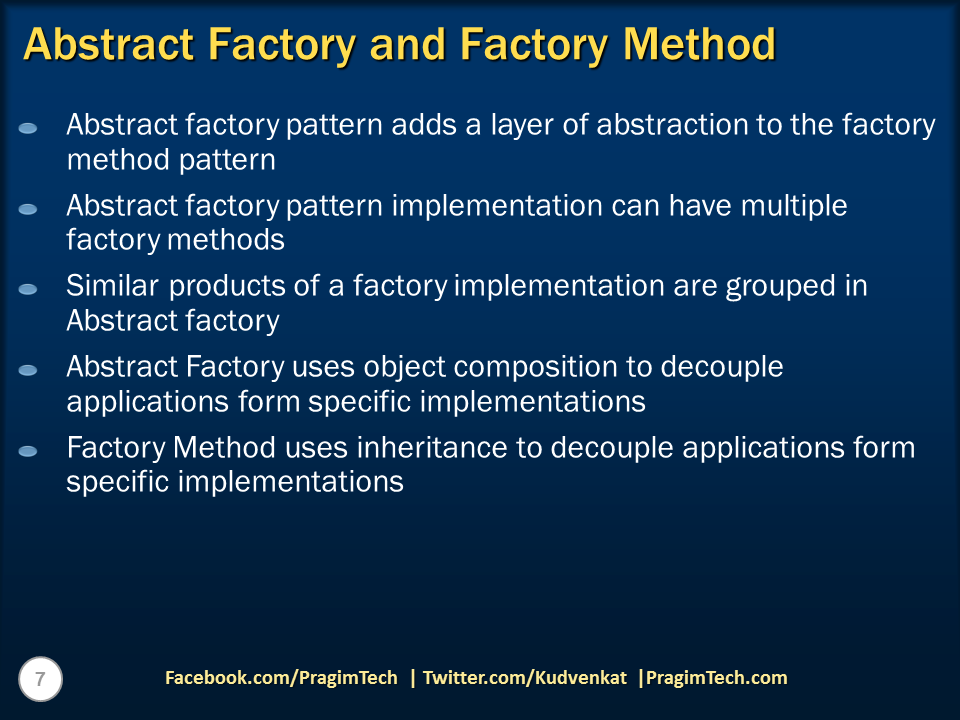 Abstract Factory and Factory Method
Abstract factory pattern adds a layer of abstraction to the factory
method pattern
Abstract factory pattern implementation can have multiple
factory methods
Similar products of a factory implementation are grouped in
Abstract factory
Abstract Factory uses object composition to decouple
applications form specific implementations
Factory Method uses inheritance to decouple applications form
specific implementations
7
Facebook.com/PragimTech | Twitter.com/Kudvenkat |PragimTech.com